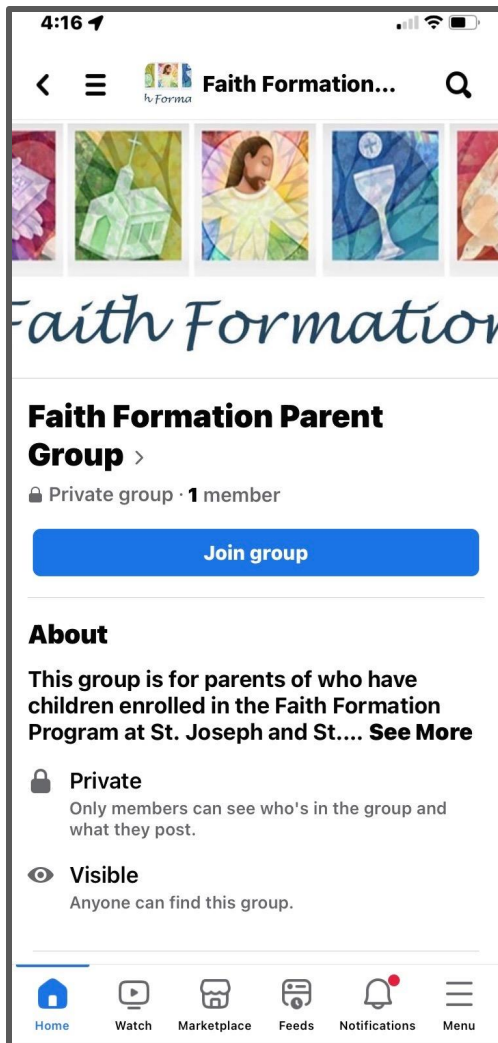 4:16
Faith Formation...
h Forma
Faith Formation
Faith Formation Parent
Group >
Private group · 1 member
Join group
About
This group is for parents of who have
children enrolled in the Faith Formation
Program at St. Joseph and St.... See More
Private
Only members can see who's in the group and
what they post.
Visible
Anyone can find this group.
Home Watch Marketplace Feeds Notifications Menu